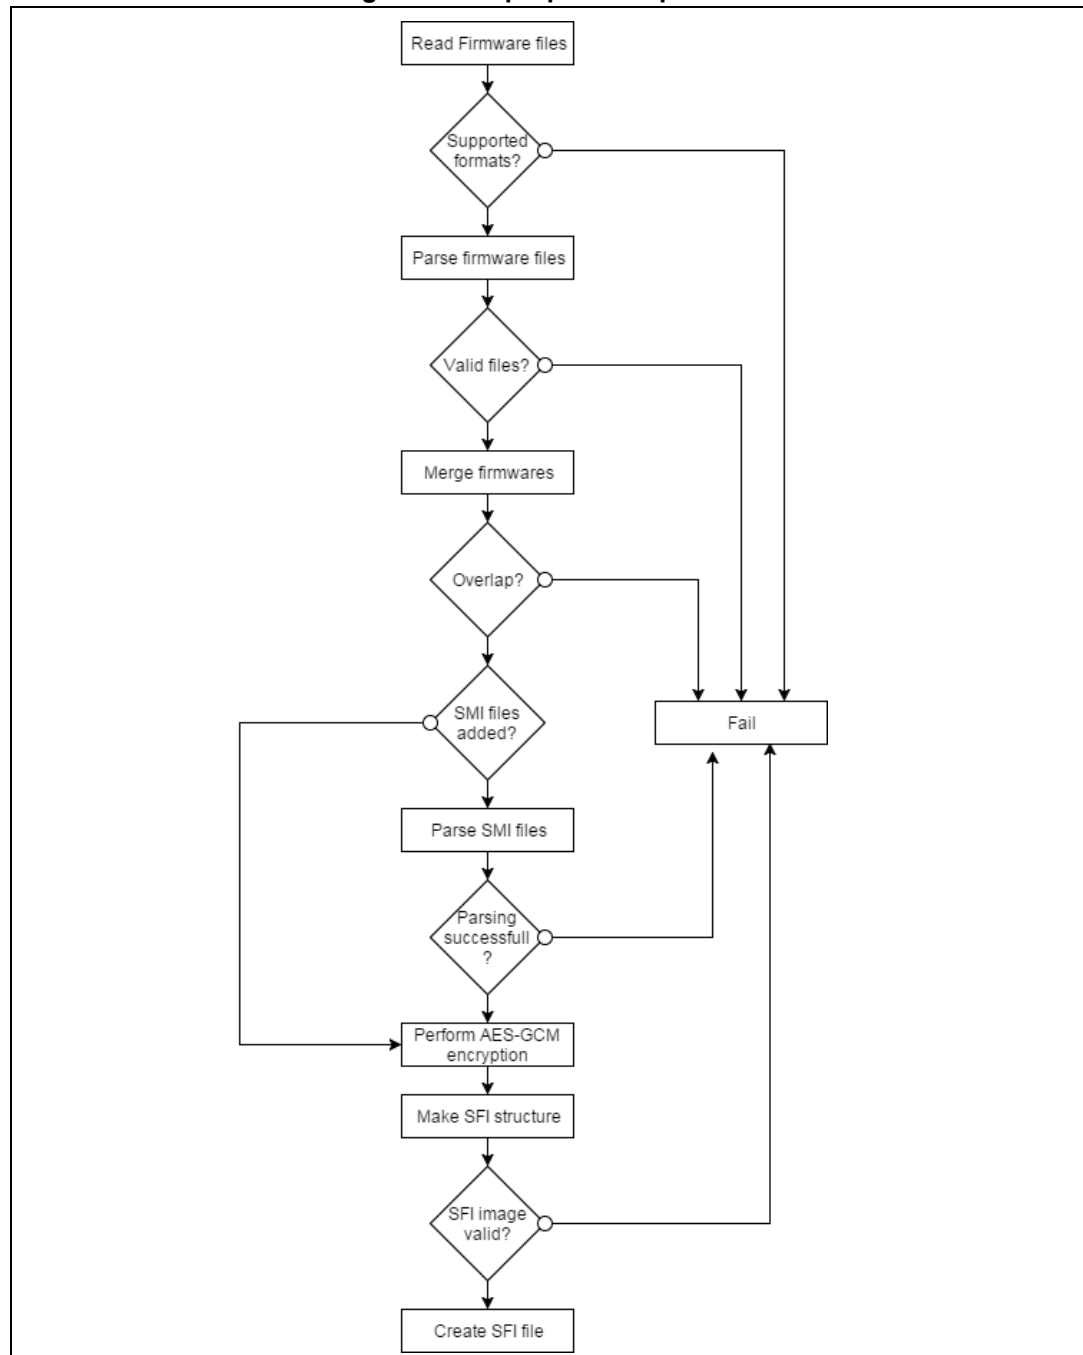 Read Firmware files
Supported
formats?
Parse firmware files
Valid files?
Merge firmwares
Overlap?
SMI files
added?
Fail
Parse SMI files
Parsing
successfull
?
Perform AES-GCM
encryption
Make SFI structure
SFI image
valid?
Create SFI file